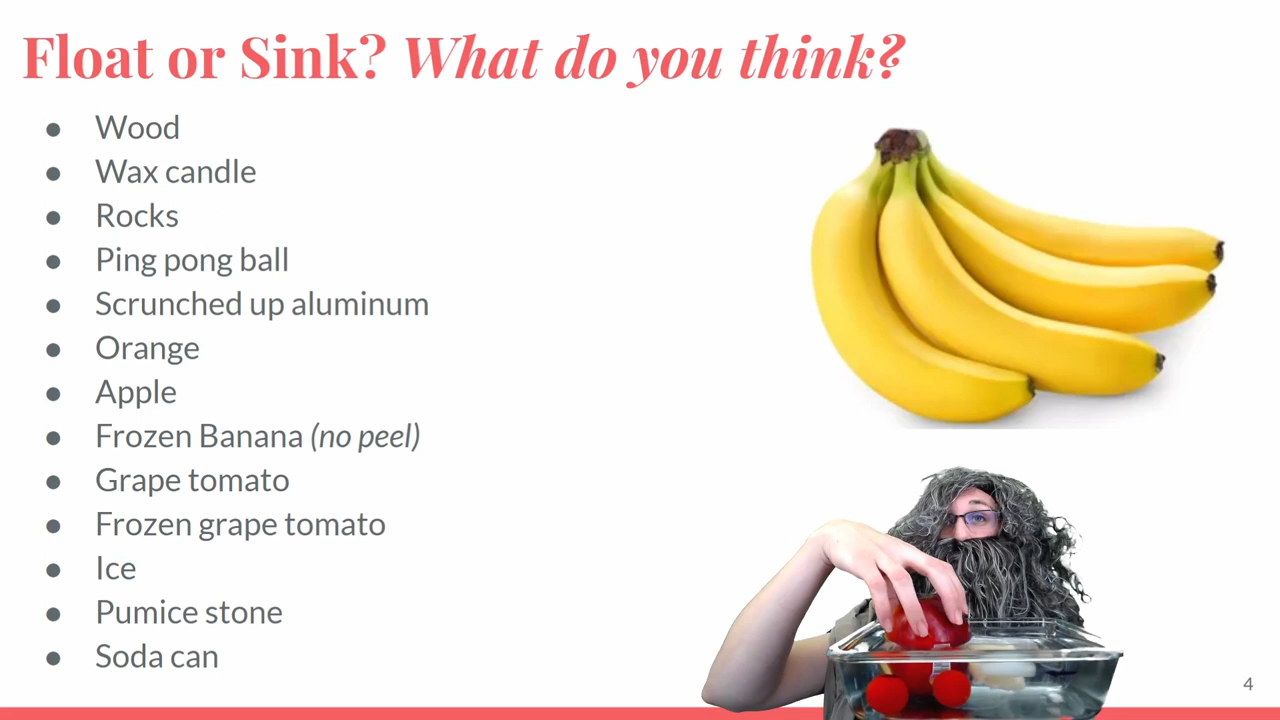 Float or Sink? What do you think?
● Wood
● Wax candle
● Rocks
● Ping pong ball
● Scrunched up aluminum
● Orange
● Apple
● Frozen Banana (no peel)
● Grape tomato
● Frozen grape tomato
● Ice
● Pumice stone
● Soda can
4